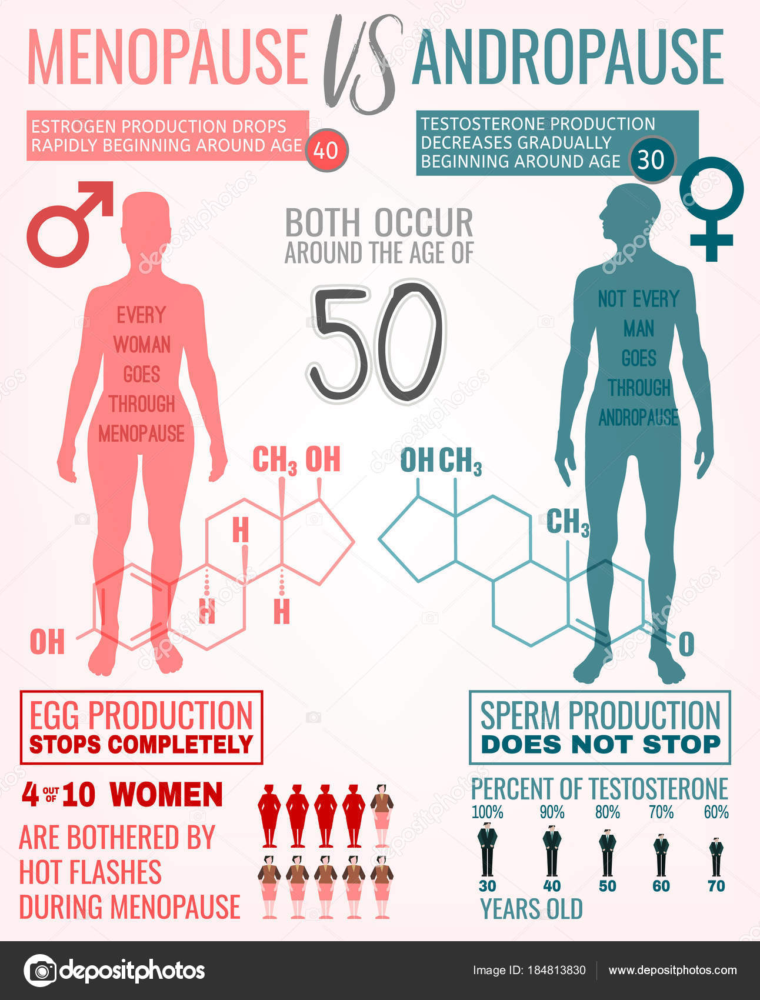 MENOPAUSE VS ANDROPAUSE
ESTROGEN PRODUCTION DROPS
RAPIDLY BEGINNING AROUND AGE 40
TESTOSTERONE PRODUCTION
DECREASES GRADUALLY
BEGINNING AROUND AGE 30
BOTH OCCUR
AROUND THE AGE OF
50
EVERY
WOMAN
GOES
THROUGH
MENOPAUSE
NOT EVERY
MAN
GOES
THROUGH
ANDROPAUSE
CH₃ OH
H
H
H
OH
OH CH₃
CH₃
O
EGG PRODUCTION
STOPS COMPLETELY
SPERM PRODUCTION
DOES NOT STOP
4 OUT OF 10 WOMEN
ARE BOTHERED BY
HOT FLASHES
DURING MENOPAUSE
PERCENT OF TESTOSTERONE
100% 90% 80% 70% 60%
30 40 50 60 70
YEARS OLD
depositphotos
Image ID: 184813830
www.depositphotos.com